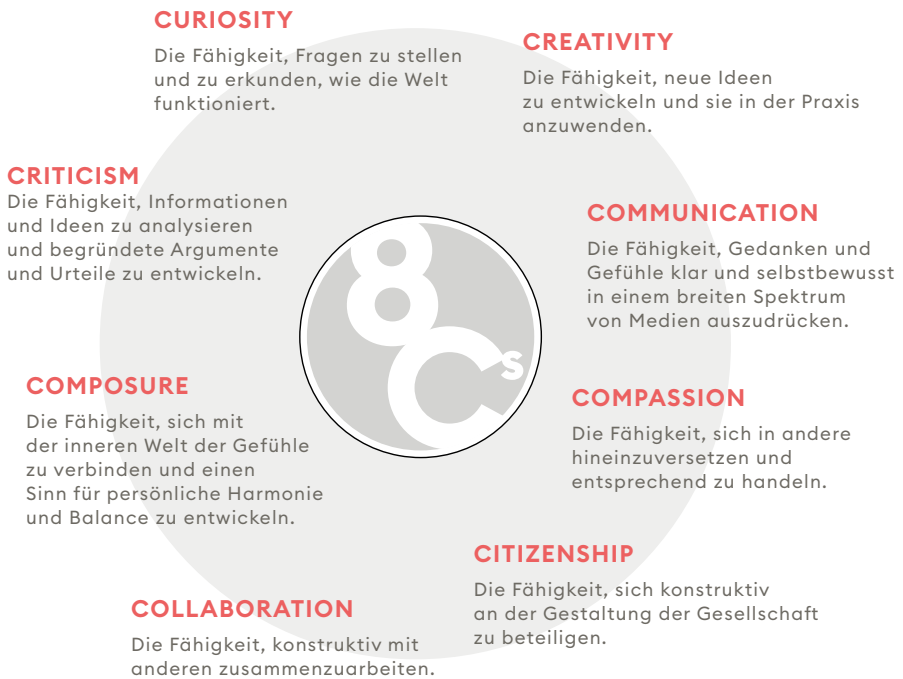 CURIOSITY
Die Fähigkeit, Fragen zu stellen
und zu erkunden, wie die Welt
funktioniert.
CREATIVITY
Die Fähigkeit, neue Ideen
zu entwickeln und sie in der Praxis
anzuwenden.
CRITICISM
Die Fähigkeit, Informationen
und Ideen zu analysieren
und begründete Argumente
und Urteile zu entwickeln.
COMMUNICATION
Die Fähigkeit, Gedanken und
Gefühle klar und selbstbewusst
in einem breiten Spektrum
von Medien auszudrücken.
8
Cs
COMPOSURE
Die Fähigkeit, sich mit
der inneren Welt der Gefühle
zu verbinden und einen
Sinn für persönliche Harmonie
und Balance zu entwickeln.
COMPASSION
Die Fähigkeit, sich in andere
hineinzuversetzen und
entsprechend zu handeln.
COLLABORATION
Die Fähigkeit, konstruktiv mit
anderen zusammenzuarbeiten.
CITIZENSHIP
Die Fähigkeit, sich konstruktiv
an der Gestaltung der Gesellschaft
zu beteiligen.